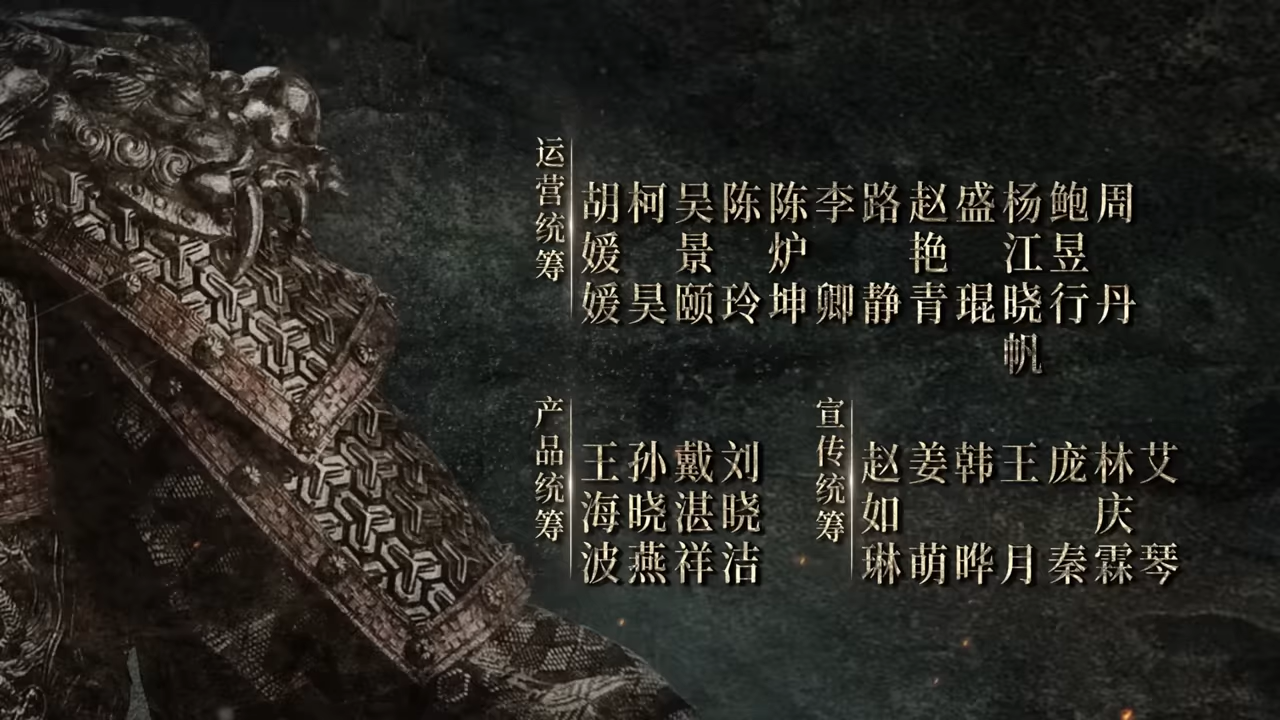 运营统筹
胡媛媛
柯昊
吴景颐
陈玲
陈炉坤
李卿
路静
赵艳青
盛琨
杨江晓帆
鲍昱行
周丹
产品统筹
王海波
孙晓燕
戴湛祥
刘晓洁
宣传统筹
赵如琳
姜萌
韩晔
王月
庞秦
林庆霖
艾琴